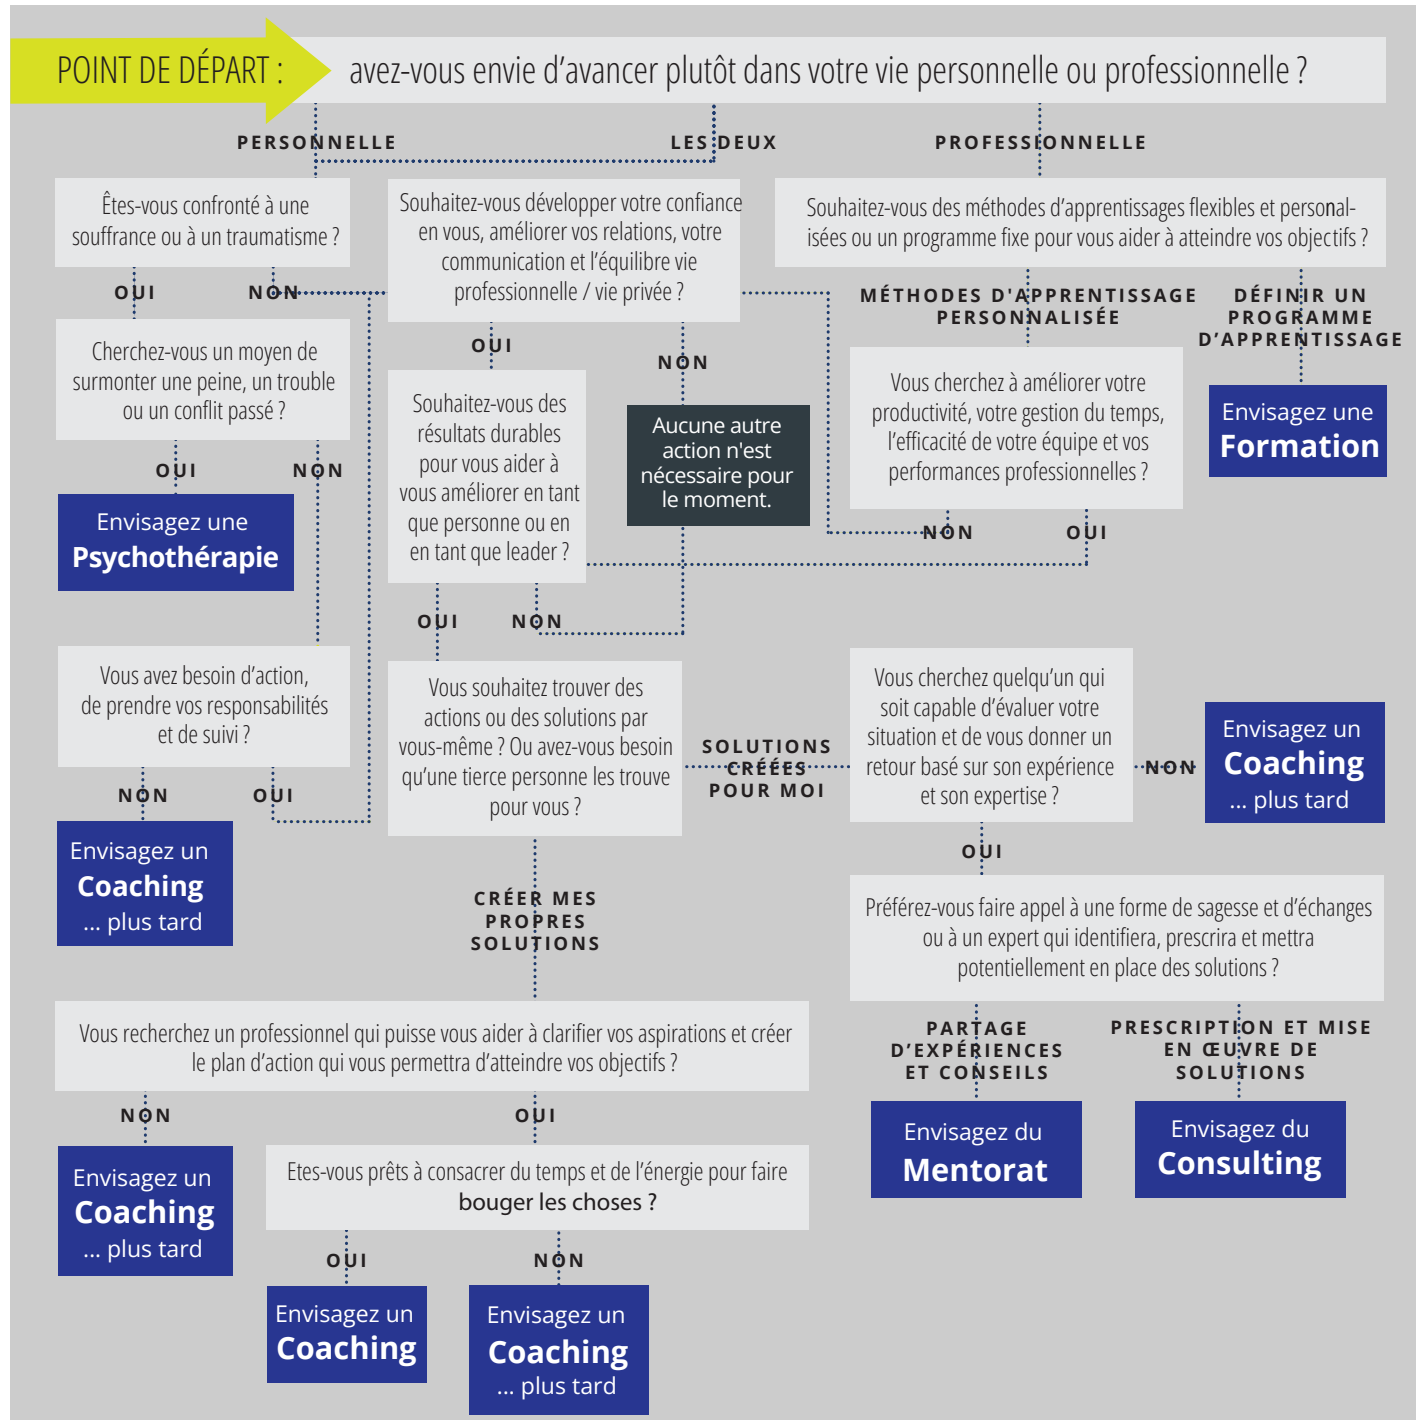 POINT DE DÉPART :
avez-vous envie d’avancer plutôt dans votre vie personnelle ou professionnelle ?
PERSONNELLE
LES DEUX
PROFESSIONNELLE
Êtes-vous confronté à une
souffrance ou à un traumatisme ?
Souhaitez-vous développer votre confiance
en vous, améliorer vos relations, votre
communication et l’équilibre vie
professionnelle / vie privée ?
Souhaitez-vous des méthodes d’apprentissages flexibles et personal-
isées ou un programme fixe pour vous aider à atteindre vos objectifs ?
OUI
NON
MÉTHODES D'APPRENTISSAGE
PERSONNALISÉE
DÉFINIR UN
PROGRAMME
D’APPRENTISSAGE
Cherchez-vous un moyen de
surmonter une peine, un trouble
ou un conflit passé ?
OUI
NON
Souhaitez-vous des
résultats durables
pour vous aider à
vous améliorer en tant
que personne ou en
en tant que leader ?
Aucune autre
action n'est
nécessaire pour
le moment.
Vous cherchez à améliorer votre
productivité, votre gestion du temps,
l’efficacité de votre équipe et vos
performances professionnelles ?
Envisagez une
Formation
OUI
NON
Envisagez une
Psychothérapie
NON
OUI
OUI
NON
Vous avez besoin d’action,
de prendre vos responsabilités
et de suivi ?
Vous souhaitez trouver des
actions ou des solutions par
vous-même ? Ou avez-vous besoin
qu’une tierce personne les trouve
pour vous ?
SOLUTIONS
CRÉÉES
POUR MOI
Vous cherchez quelqu’un qui
soit capable d’évaluer votre
situation et de vous donner un
retour basé sur son expérience
et son expertise ?
NON
Envisagez un
Coaching
... plus tard
NON
OUI
Envisagez un
Coaching
... plus tard
OUI
CRÉER MES
PROPRES
SOLUTIONS
Préférez-vous faire appel à une forme de sagesse et d’échanges
ou à un expert qui identifiera, prescrira et mettra
potentiellement en place des solutions ?
Vous recherchez un professionnel qui puisse vous aider à clarifier vos aspirations et créer
le plan d’action qui vous permettra d’atteindre vos objectifs ?
PARTAGE
D’EXPÉRIENCES
ET CONSEILS
PRESCRIPTION ET MISE
EN ŒUVRE DE
SOLUTIONS
NON
OUI
Envisagez du
Mentorat
Envisagez du
Consulting
Envisagez un
Coaching
... plus tard
Etes-vous prêts à consacrer du temps et de l’énergie pour faire
bouger les choses ?
OUI
NON
Envisagez un
Coaching
Envisagez un
Coaching
... plus tard